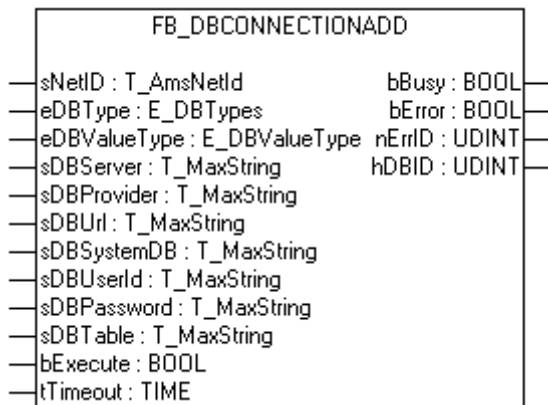 FB_DBCONNECTIONADD
sNetID : T_AmsNetId bBusy : BOOL
eDBType : E_DBTypes bError : BOOL
eDBValueType : E_DBValueType nErrID : UDINT
sDBServer : T_MaxString hDBID : UDINT
sDBProvider : T_MaxString
sDBUrl : T_MaxString
sDBSystemDB : T_MaxString
sDBUserId : T_MaxString
sDBPassword : T_MaxString
sDBTable : T_MaxString
bExecute : BOOL
tTimeout : TIME